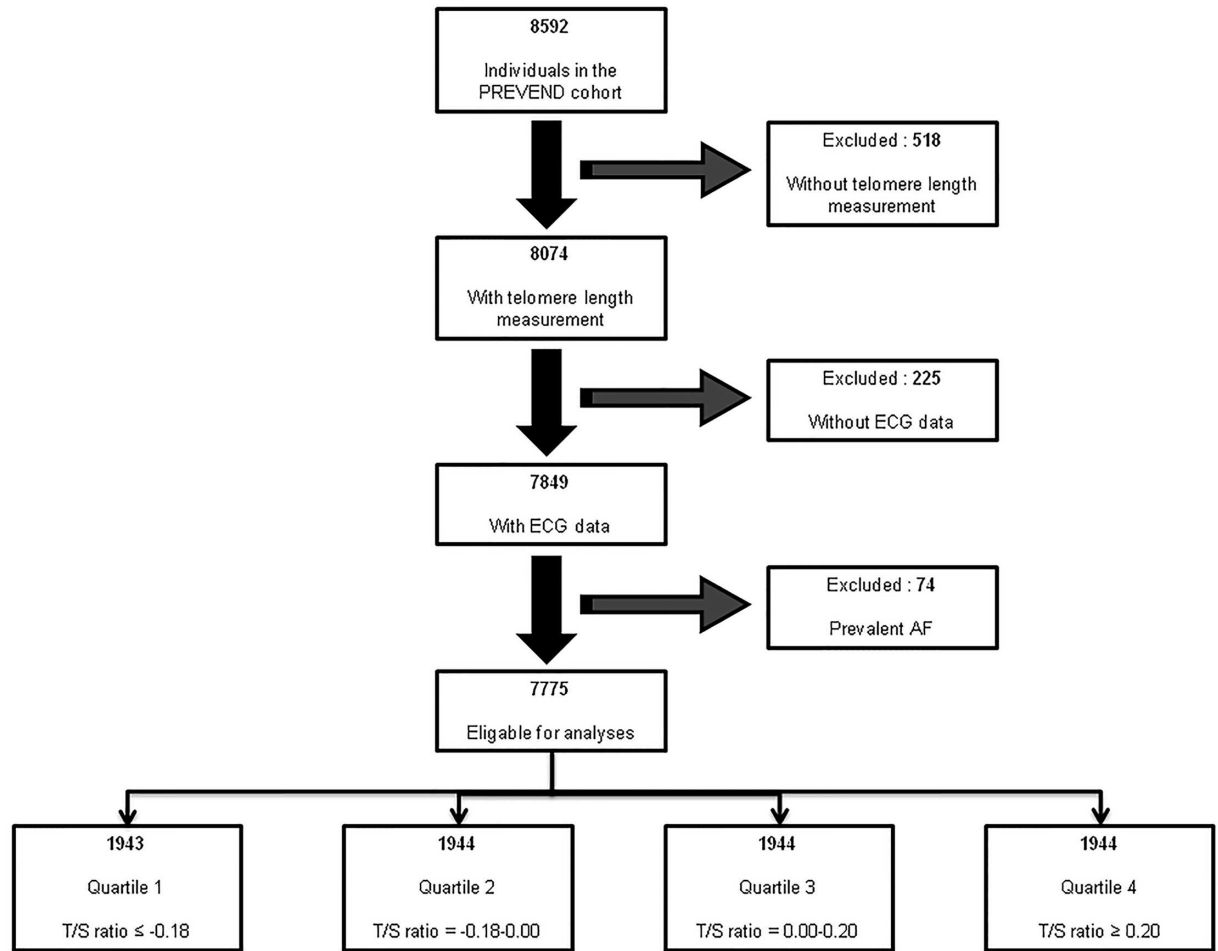 8592
Individuals in the
PREVEND cohort
Excluded : 518
Without telomere length
measurement
8074
With telomere length
measurement
Excluded : 225
Without ECG data
7849
With ECG data
Excluded : 74
Prevalent AF
7775
Eligable for analyses
1943
Quartile 1
T/S ratio ≤ -0.18
1944
Quartile 2
T/S ratio = -0.18-0.00
1944
Quartile 3
T/S ratio = 0.00-0.20
1944
Quartile 4
T/S ratio ≥ 0.20